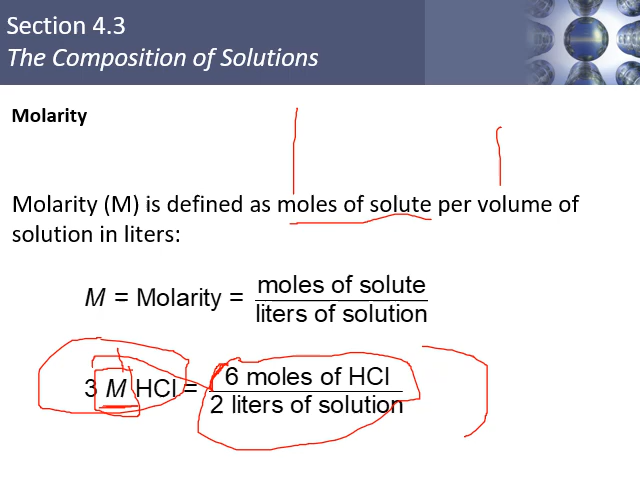 Section 4.3
The Composition of Solutions
Molarity
Molarity (M) is defined as moles of solute per volume of
solution in liters:
M = Molarity = moles of solute
liters of solution
3 M HCl = 6 moles of HCl
2 liters of solution